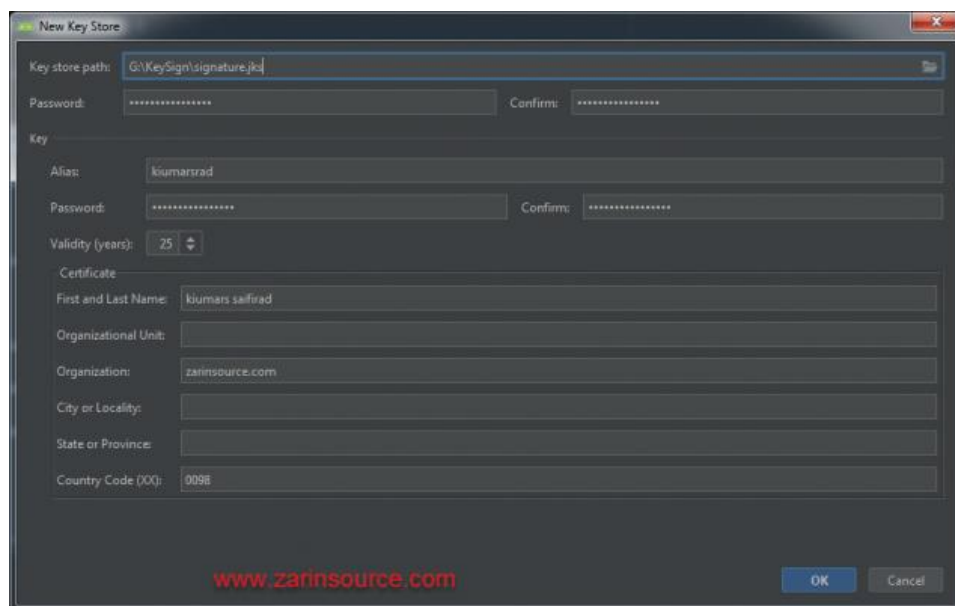 New Key Store
Key store path: G:\KeySign\signature.jks
Password: •••••••••••••••• Confirm: ••••••••••••••••
Key
Alias: kiumarsrad
Password: •••••••••••••••• Confirm: ••••••••••••••••
Validity (years): 25
Certificate
First and Last Name: kiumars saifirad
Organizational Unit:
Organization: zarinsource.com
City or Locality:
State or Province:
Country Code (XX): 0098
www.zarinsource.com
OK Cancel